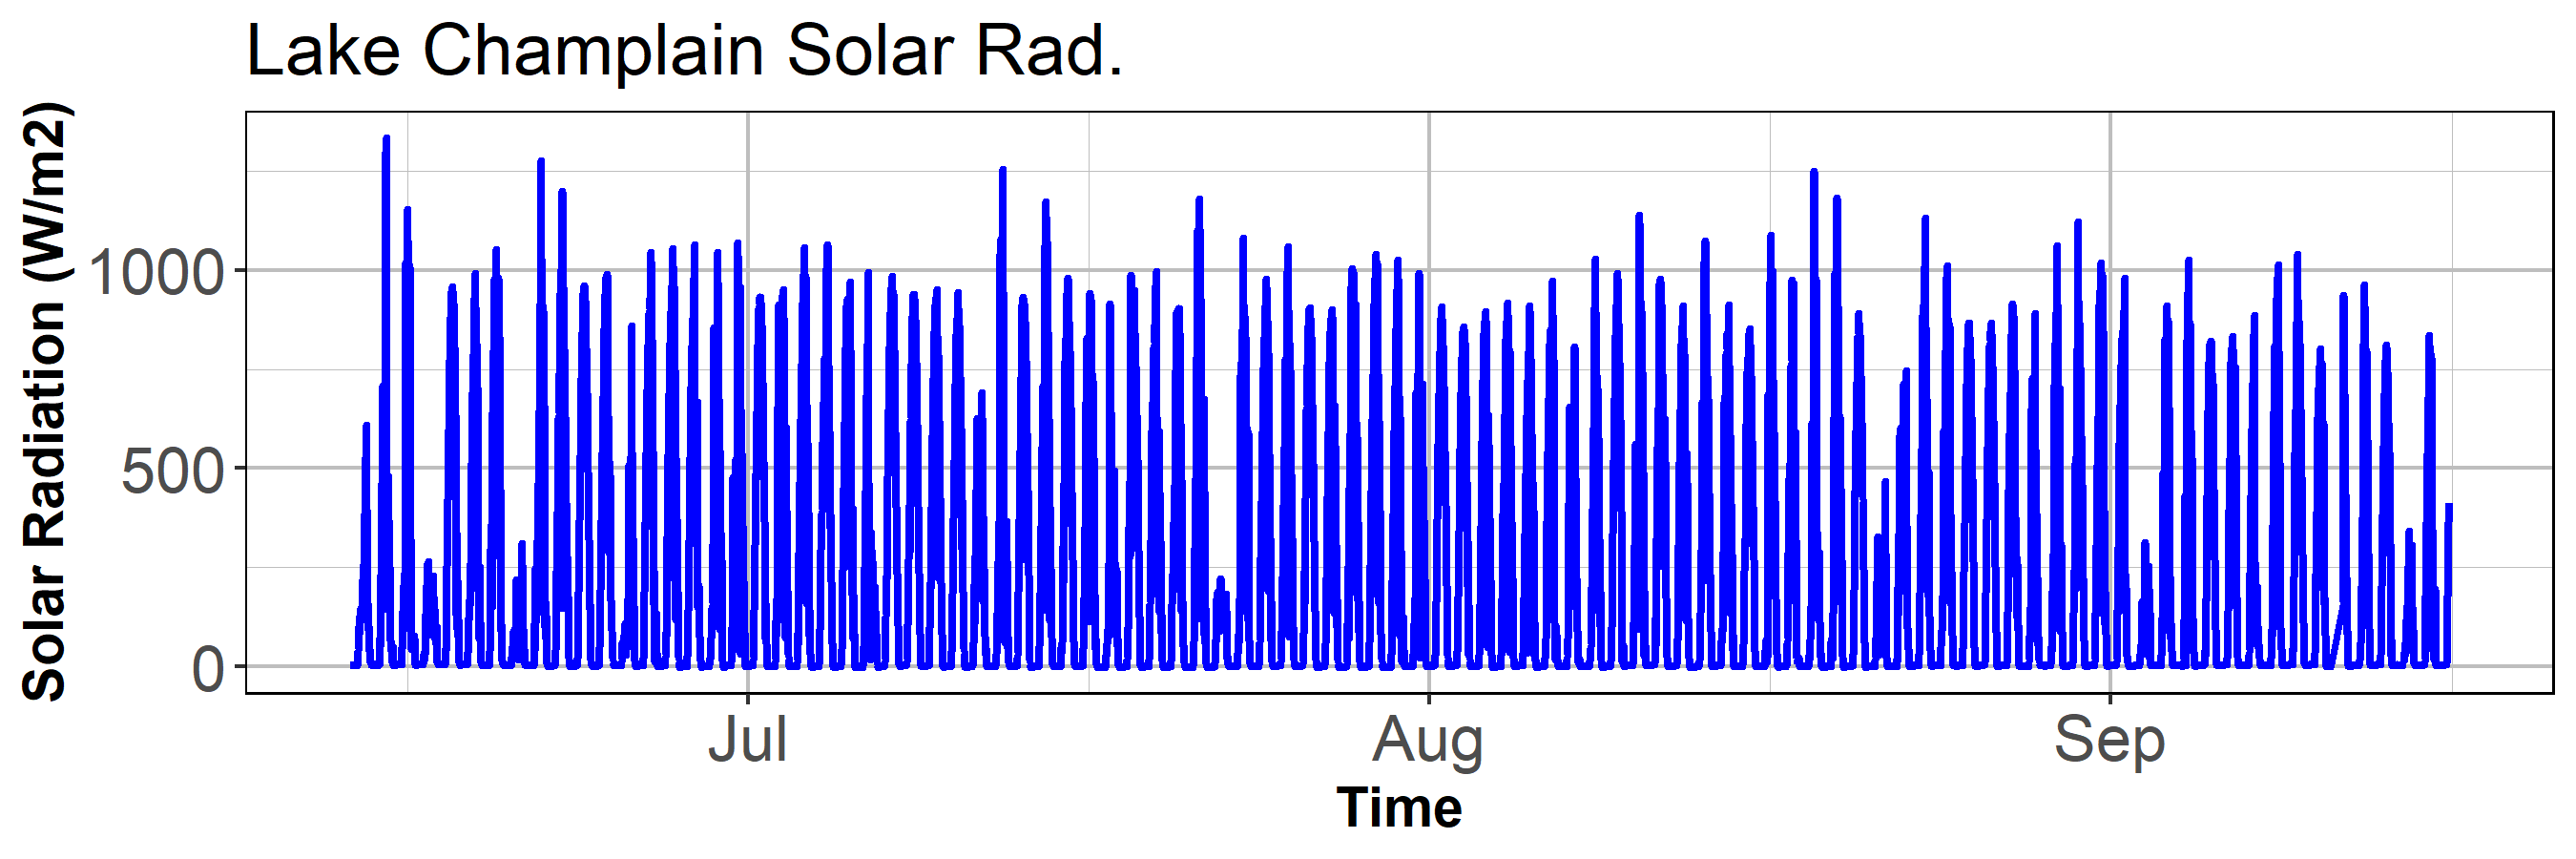 Lake Champlain Solar Rad.
Solar Radiation (W/m2)
1000
500
0
Jul Aug Sep
Time